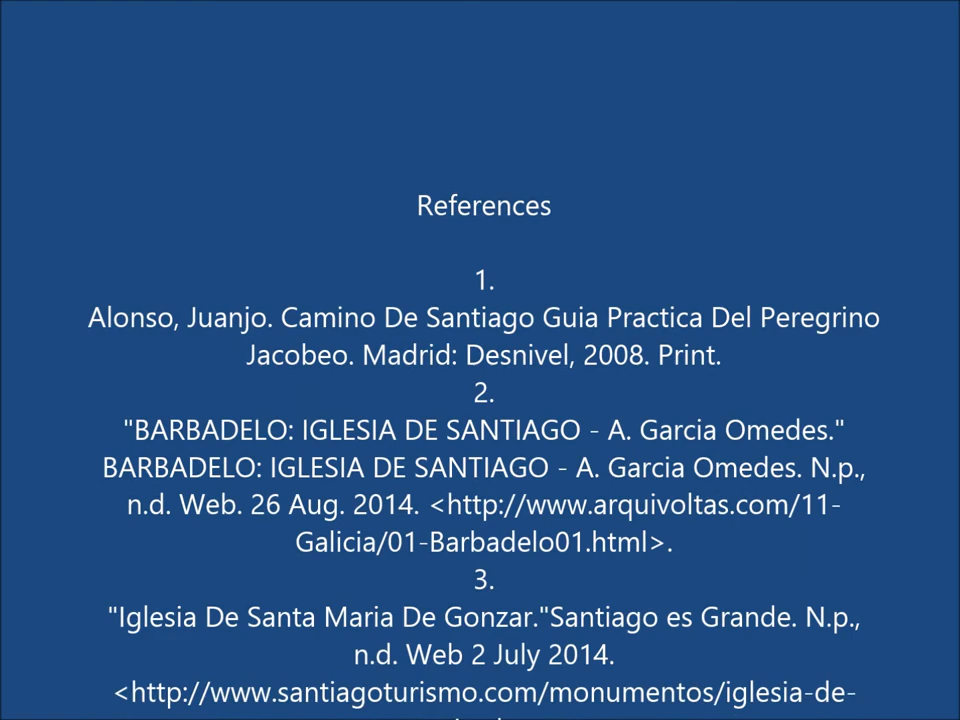 References
1.
Alonso, Juanjo. Camino De Santiago Guia Practica Del Peregrino
Jacobeo. Madrid: Desnivel, 2008. Print.
2.
"BARBADELO: IGLESIA DE SANTIAGO - A. Garcia Omedes."
BARBADELO: IGLESIA DE SANTIAGO - A. Garcia Omedes. N.p.,
n.d. Web. 26 Aug. 2014. <http://www.arquivoltas.com/11-
Galicia/01-Barbadelo01.html>.
3.
"Iglesia De Santa Maria De Gonzar."Santiago es Grande. N.p.,
n.d. Web 2 July 2014.
<http://www.santiagoturismo.com/monumentos/iglesia-de-